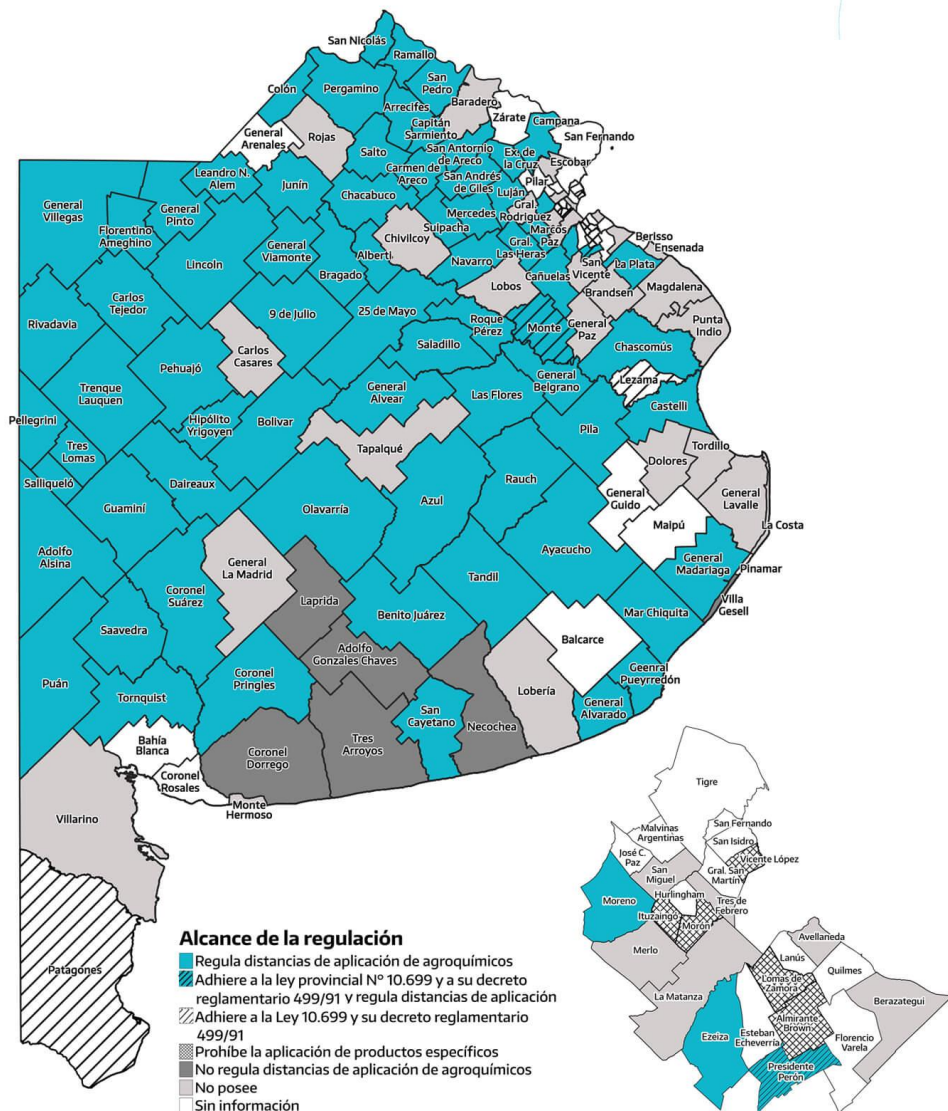 San Nicolás
Ramallo
San
Pedro
Colón
Pergamino
Baradero
Arrecifes
Zárate
Campana
General
Arenales
Rojas
Capitán
Sarmiento
San Fernando
Salto
San Antornio
de Areco
Ex. de
la Cruz
Escobar
Leandro N.
Alem
Junín
Carmen de
Areco
San Andrés
de Giles
Pilar
Luján
General
Villegas
General
Pinto
Chacabuco
Mercedes
Gral.
Rodríguez
Florentino
Ameghino
Suipacha
Marcos
Paz
Chivilcoy
Gral.
Las Heras
Berisso
Ensenada
Lincoln
General
Viamonte
Alberti
Navarro
San
Vicente
La Plata
Bragado
Cañuelas
Magdalena
Carlos
Tejedor
Lobos
Brandsen
Rivadavia
9 de Julio
25 de Mayo
Roque
Pérez
Monte
General
Paz
Punta
Indio
Carlos
Casares
Saladillo
Chascomús
Pehuajó
Trenque
Lauquen
General
Alvear
Las Flores
General
Belgrano
Lezama
Castelli
Pellegrini
Hipólito
Yrigoyen
Bolivar
Pila
Tres
Lomas
Tapalqué
Tordillo
Dolores
Salliqueló
Daireaux
Rauch
General
Lavalle
Guaminí
Olavarría
Azul
General
Guido
Maipú
La Costa
Adolfo
Alsina
General
La Madrid
Ayacucho
General
Madariaga
Pinamar
Coronel
Suárez
Tandil
Villa
Gesell
Laprida
Benito Juárez
Mar Chiquita
Saavedra
Balcarce
Adolfo
Gonzales Chaves
Puán
Coronel
Pringles
Geenral
Pueyrredón
Tornquist
Lobería
San
Cayetano
General
Alvarado
Necochea
Bahía
Blanca
Coronel
Dorrego
Tres
Arroyos
Coronel
Rosales
Monte
Hermoso
Villarino
Patagones
Tigre
San Fernando
Malvinas
Argentinas
San Isidro
José C.
Paz
Vicente López
San
Miguel
Gral. San
Martín
Moreno
Hurlingham
Tres de
Febrero
Ituzaingó
Morón
Merlo
Avellaneda
Lanús
Quilmes
Lomas de
Zamora
La Matanza
Berazategui
Almirante
Brown
Ezeiza
Esteban
Echeverría
Florencio
Varela
Presidente
Perón
Alcance de la regulación
Regula distancias de aplicación de agroquímicos
Adhiere a la ley provincial N° 10.699 y a su decreto
reglamentario 499/91 y regula distancias de aplicación
Adhiere a la Ley 10.699 y su decreto reglamentario
499/91
Prohíbe la aplicación de productos específicos
No regula distancias de aplicación de agroquímicos
No posee
Sin información